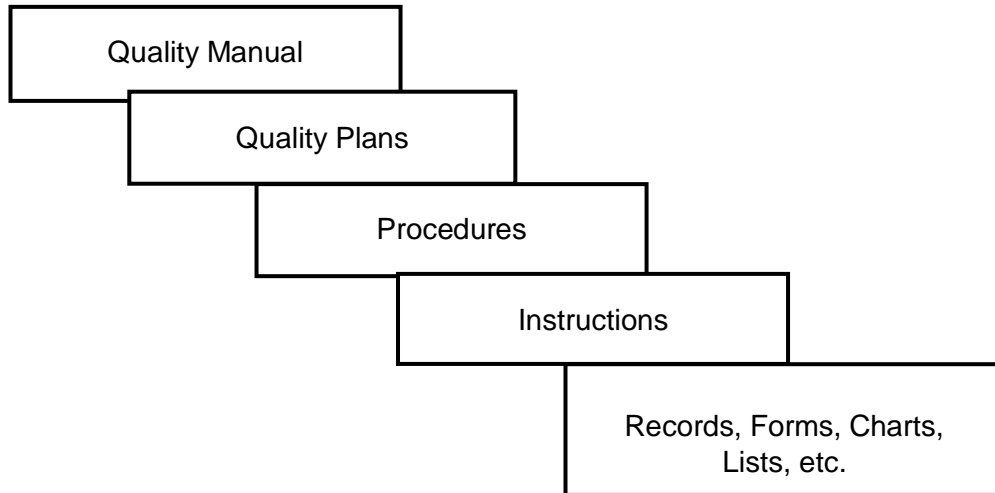 Quality Manual
Quality Plans
Procedures
Instructions
Records, Forms, Charts,
Lists, etc.